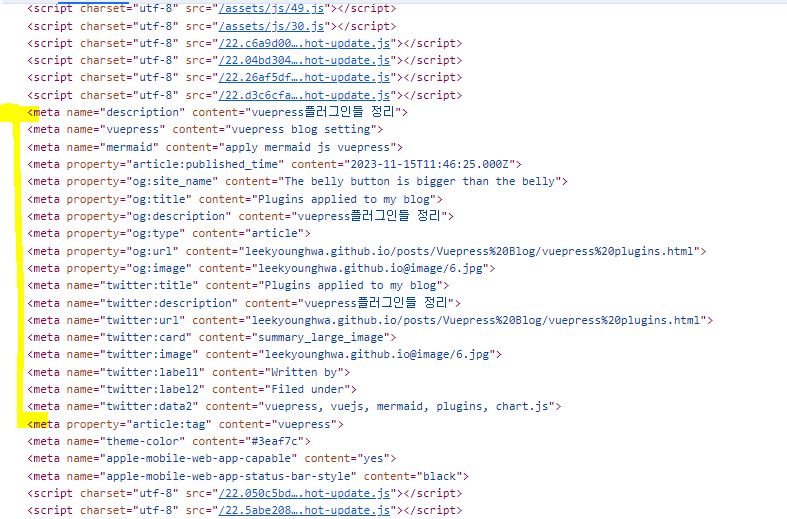 <script charset="utf-8" src="/assets/js/49.js"></script>
<script charset="utf-8" src="/assets/js/30.js"></script>
<script charset="utf-8" src="/22.c6a9d00….hot-update.js"></script>
<script charset="utf-8" src="/22.04bd304….hot-update.js"></script>
<script charset="utf-8" src="/22.26af5df….hot-update.js"></script>
<script charset="utf-8" src="/22.d3c6cfa….hot-update.js"></script>
<meta name="description" content="vuepress플러그인들 정리">
<meta name="vuepress" content="vuepress blog setting">
<meta name="mermaid" content="apply mermaid js vuepress">
<meta property="article:published_time" content="2023-11-15T11:46:25.000Z">
<meta property="og:site_name" content="The belly button is bigger than the belly">
<meta property="og:title" content="Plugins applied to my blog">
<meta property="og:description" content="vuepress플러그인들 정리">
<meta property="og:type" content="article">
<meta property="og:url" content="leekyounghwa.github.io/posts/Vuepress%20Blog/vuepress%20plugins.html">
<meta property="og:image" content="leekyounghwa.github.io@image/6.jpg">
<meta name="twitter:title" content="Plugins applied to my blog">
<meta name="twitter:description" content="vuepress플러그인들 정리">
<meta name="twitter:url" content="leekyounghwa.github.io/posts/Vuepress%20Blog/vuepress%20plugins.html">
<meta name="twitter:card" content="summary_large_image">
<meta name="twitter:image" content="leekyounghwa.github.io@image/6.jpg">
<meta name="twitter:label1" content="Written by">
<meta name="twitter:label2" content="Filed under">
<meta name="twitter:data2" content="vuepress, vuejs, mermaid, plugins, chart.js">
<meta property="article:tag" content="vuepress">
<meta name="theme-color" content="#3eaf7c">
<meta name="apple-mobile-web-app-capable" content="yes">
<meta name="apple-mobile-web-app-status-bar-style" content="black">
<script charset="utf-8" src="/22.050c5bd….hot-update.js"></script>
<script charset="utf-8" src="/22.5abe208….hot-update.js"></script>